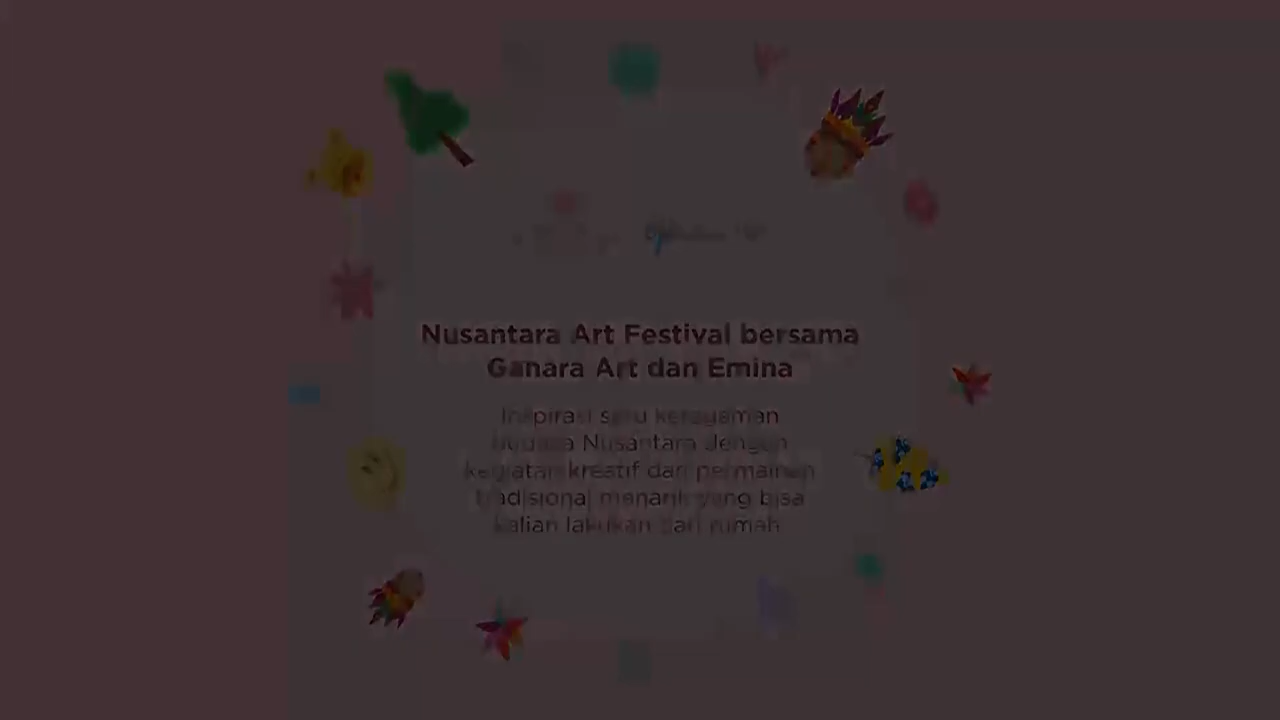 Nusantara Art Festival bersama
Ganara Art dan Emina
Inspirasi seru keragaman
budaya Nusantara dengan
kegiatan kreatif dan permainan
tradisional menarik yang bisa
kalian lakukan dari rumah